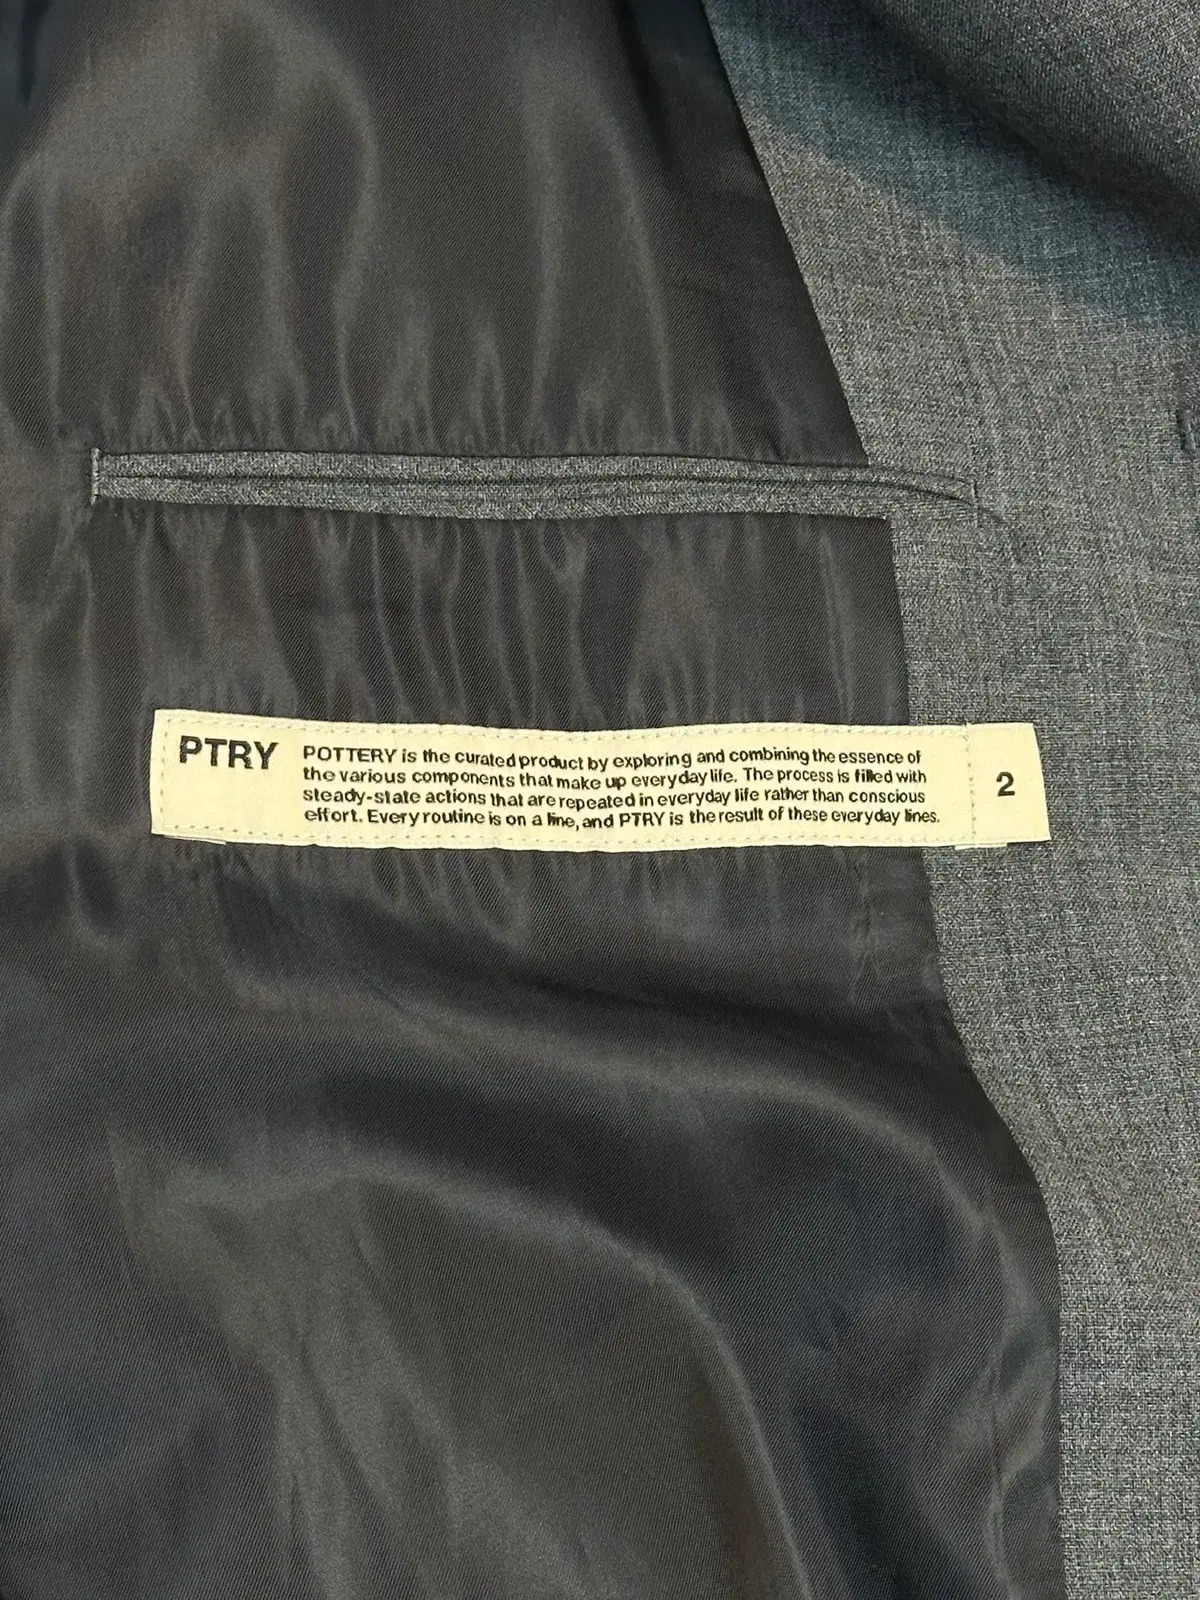 PTRY
POTTERY is the curated product by exploring and combining the essence of
the various components that make up everyday life. The process is filled with
steady-state actions that are repeated in everyday life rather than conscious
effort. Every routine is on a line, and PTRY is the result of these everyday lines.
2